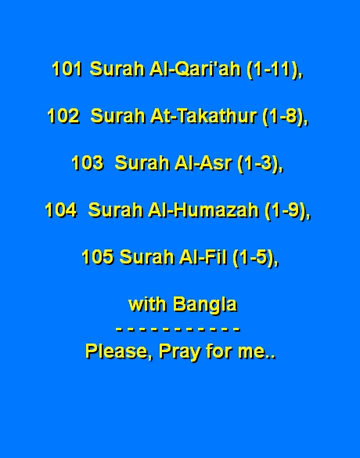 101 Surah Al-Qari'ah (1-11),
102  Surah At-Takathur (1-8),
103  Surah Al-Asr (1-3),
104  Surah Al-Humazah (1-9),
105 Surah Al-Fil (1-5),
with Bangla
- - - - - - - - - - -
Please, Pray for me..